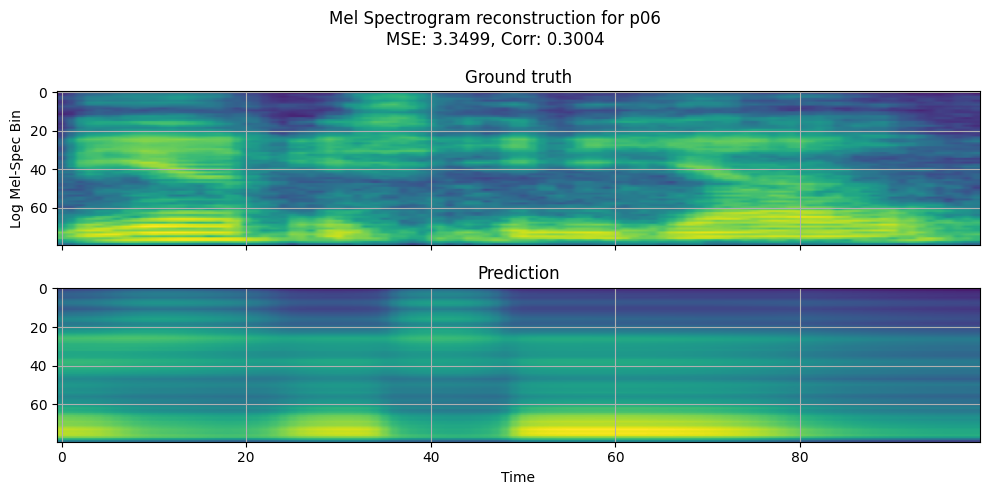 Mel Spectrogram reconstruction for p06
MSE: 3.3499, Corr: 0.3004
Ground truth
0
20
40
60
Log Mel-Spec Bin
Prediction
0
20
40
60
0 20 40 60 80
Time